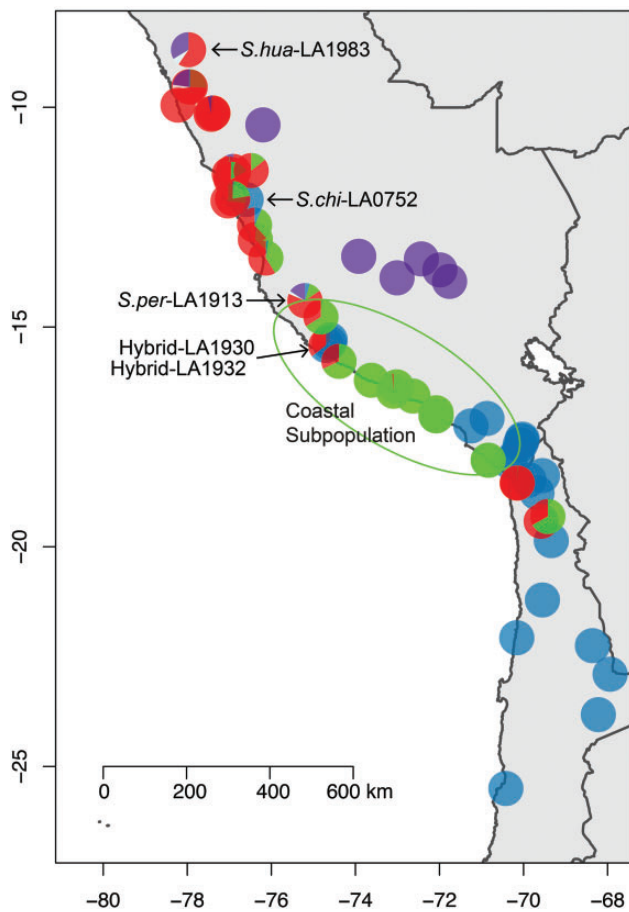 S.hua-LA1983
−10
S.chi-LA0752
S.per-LA1913
−15
Hybrid-LA1930
Hybrid-LA1932
Coastal
Subpopulation
−20
−25
0 200 400 600 km
−80 −78 −76 −74 −72 −70 −68